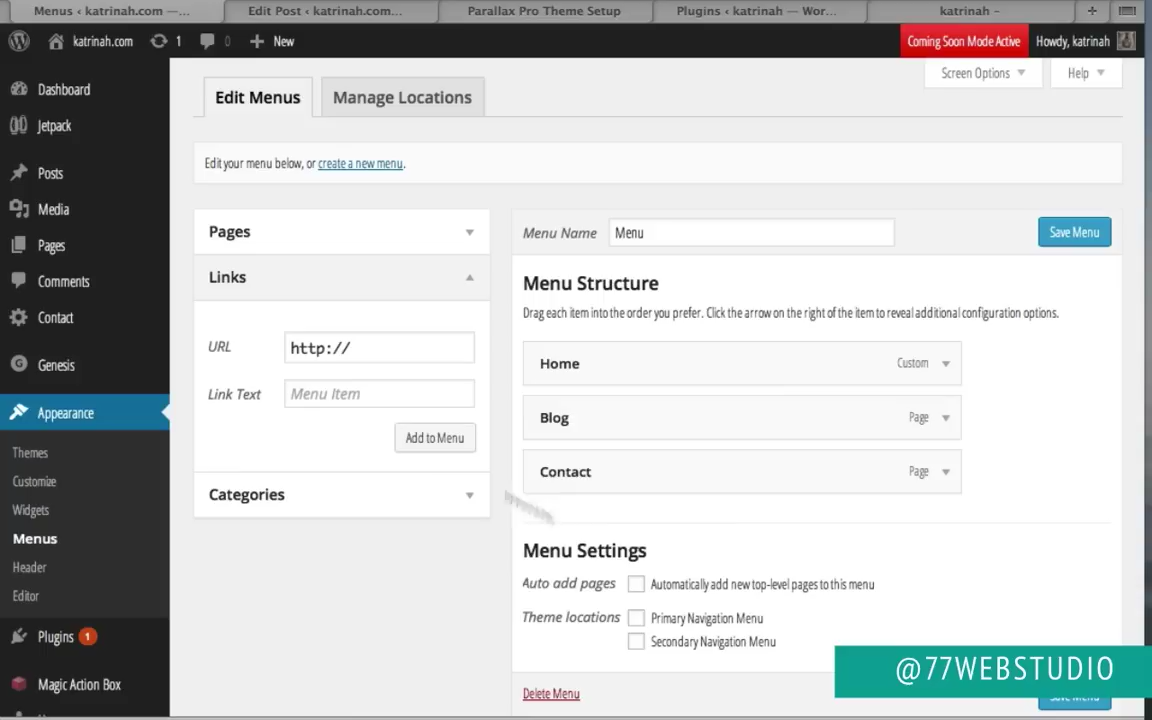 Menus ‹ katrinah.com —...
Edit Post ‹ katrinah.com...
Parallax Pro Theme Setup
Plugins ‹ katrinah — Wor...
katrinah –
katrinah.com
1
0
New
Coming Soon Mode Active
Howdy, katrinah
Screen Options
Help
Dashboard
Jetpack
Posts
Media
Pages
Comments
Contact
Genesis
Appearance
Themes
Customize
Widgets
Menus
Header
Editor
Plugins 1
Magic Action Box
Edit Menus
Manage Locations
Edit your menu below, or create a new menu.
Pages
Links
URL
http://
Link Text
Menu Item
Add to Menu
Categories
Menu Name
Menu
Save Menu
Menu Structure
Drag each item into the order you prefer. Click the arrow on the right of the item to reveal additional configuration options.
Home
Custom
Blog
Page
Contact
Page
Menu Settings
Auto add pages
Automatically add new top-level pages to this menu
Theme locations
Primary Navigation Menu
Secondary Navigation Menu
Delete Menu
Save Menu
@77WEBSTUDIO